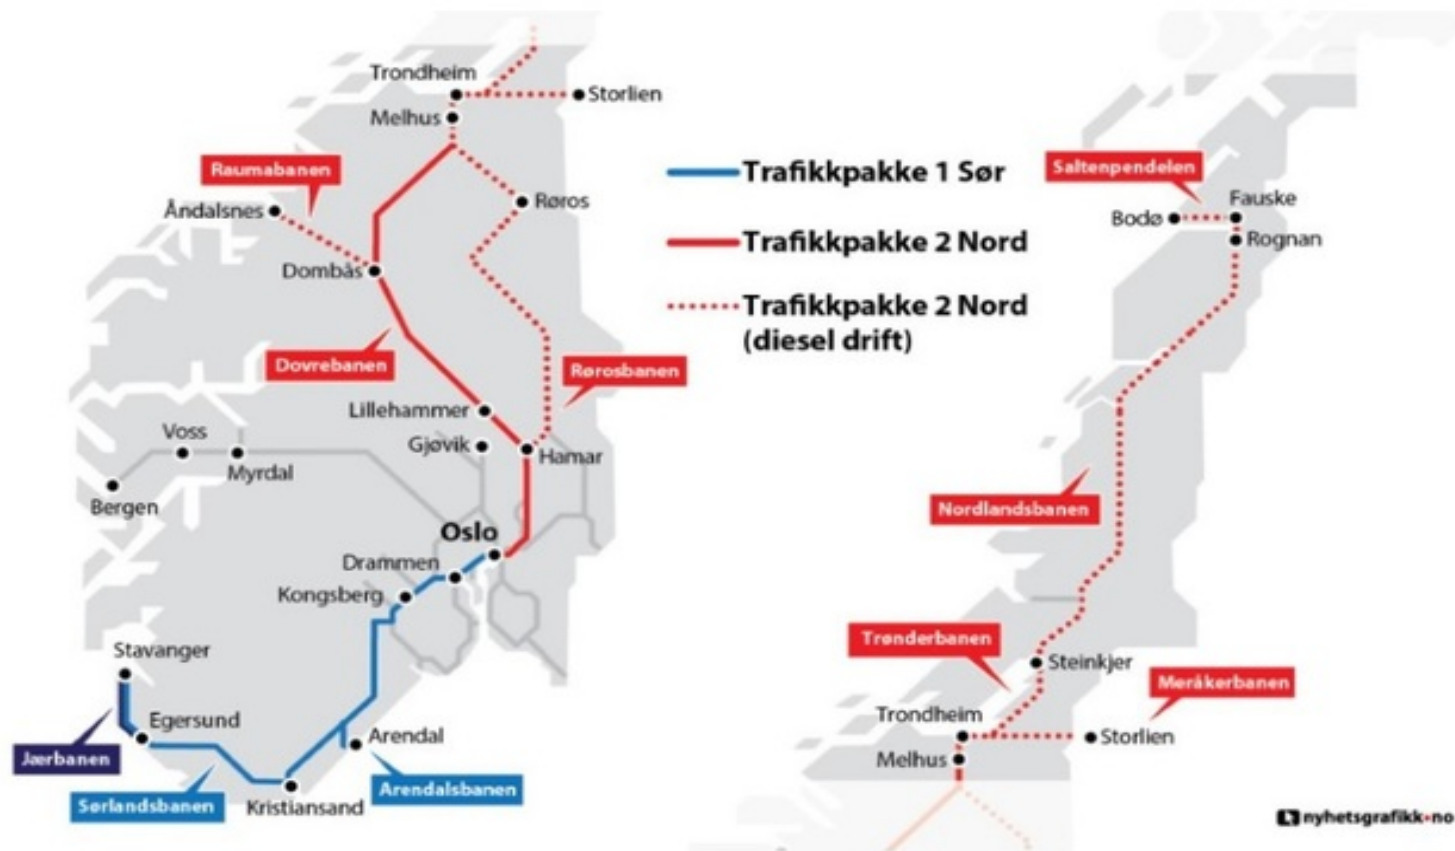 Trondheim
Storlien
Melhus
Raumabanen
Åndalsnes
Røros
Dombås
Dovrebanen
Rørosbanen
Lillehammer
Gjøvik
Hamar
Voss
Myrdal
Bergen
Oslo
Drammen
Kongsberg
Stavanger
Egersund
Arendal
Jærbanen
Sørlandsbanen
Kristiansand
Arendalsbanen
Trafikkpakke 1 Sør
Trafikkpakke 2 Nord
Trafikkpakke 2 Nord
(diesel drift)
Saltenpendelen
Fauske
Bodø
Rognan
Nordlandsbanen
Trønderbanen
Steinkjer
Meråkerbanen
Trondheim
Storlien
Melhus
nyhetsgrafikk•no